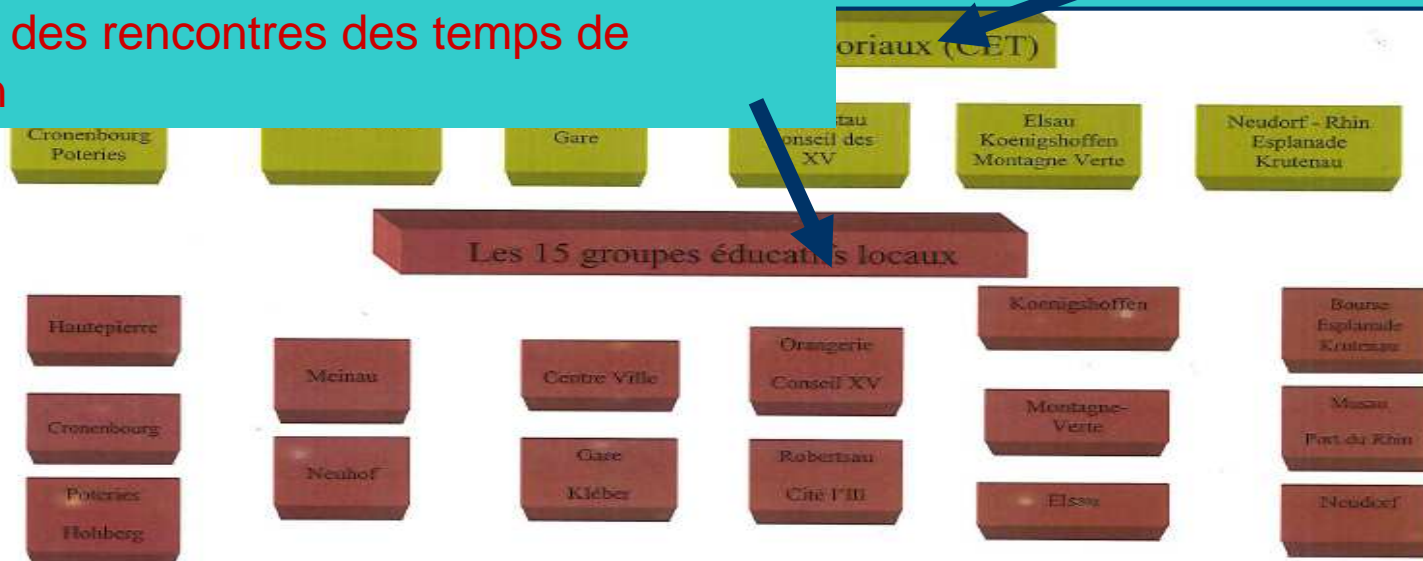 des rencontres des temps de
oriaux (CET)
n
Cronenbourg
Poteries
Gare
tau
onseil des
XV
Elsau
Koenigshoffen
Montagne Verte
Neudorf - Rhin
Esplanade
Krutenau
Les 15 groupes éducatifs locaux
Hautepierre
Cronenbourg
Poteries
Hohberg
Meinau
Neuhof
Centre Ville
Gare
Kléber
Orangerie
Conseil XV
Robertsau
Cité l'Ill
Koenigshoffen
Montagne-
Verte
Elsau
Bourse
Esplanade
Krutenau
Musau
Port du Rhin
Neudorf